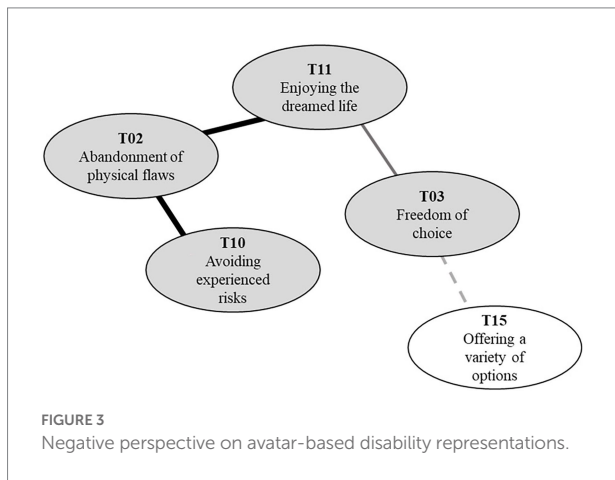 T11
Enjoying the
dreamed life
T02
Abandonment of
physical flaws
T03
Freedom of
choice
T10
Avoiding
experienced
risks
T15
Offering a
variety of
options
FIGURE 3
Negative perspective on avatar-based disability representations.